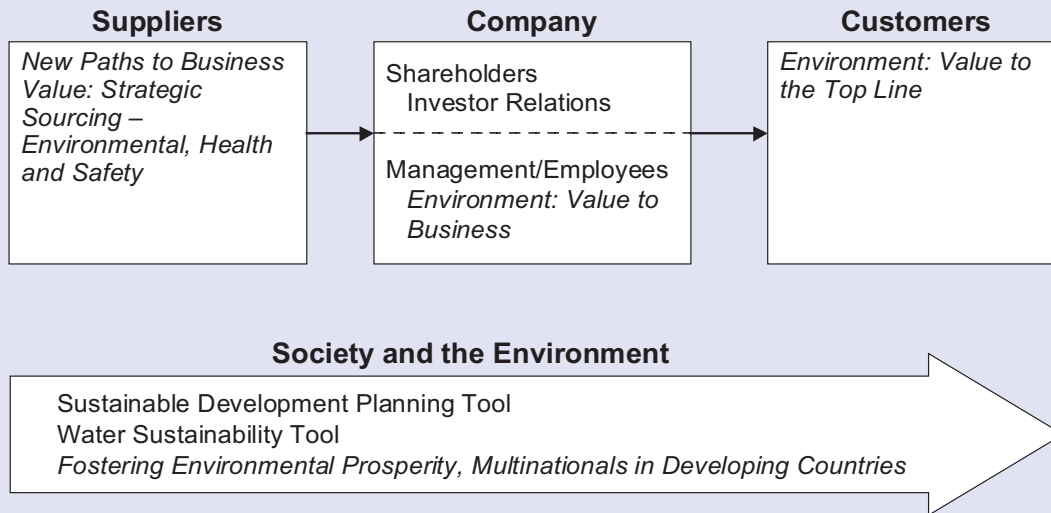 Suppliers
New Paths to Business
Value: Strategic
Sourcing –
Environmental, Health
and Safety
Company
Shareholders
Investor Relations
Management/Employees
Environment: Value to
Business
Customers
Environment: Value to
the Top Line
Society and the Environment
Sustainable Development Planning Tool
Water Sustainability Tool
Fostering Environmental Prosperity, Multinationals in Developing Countries